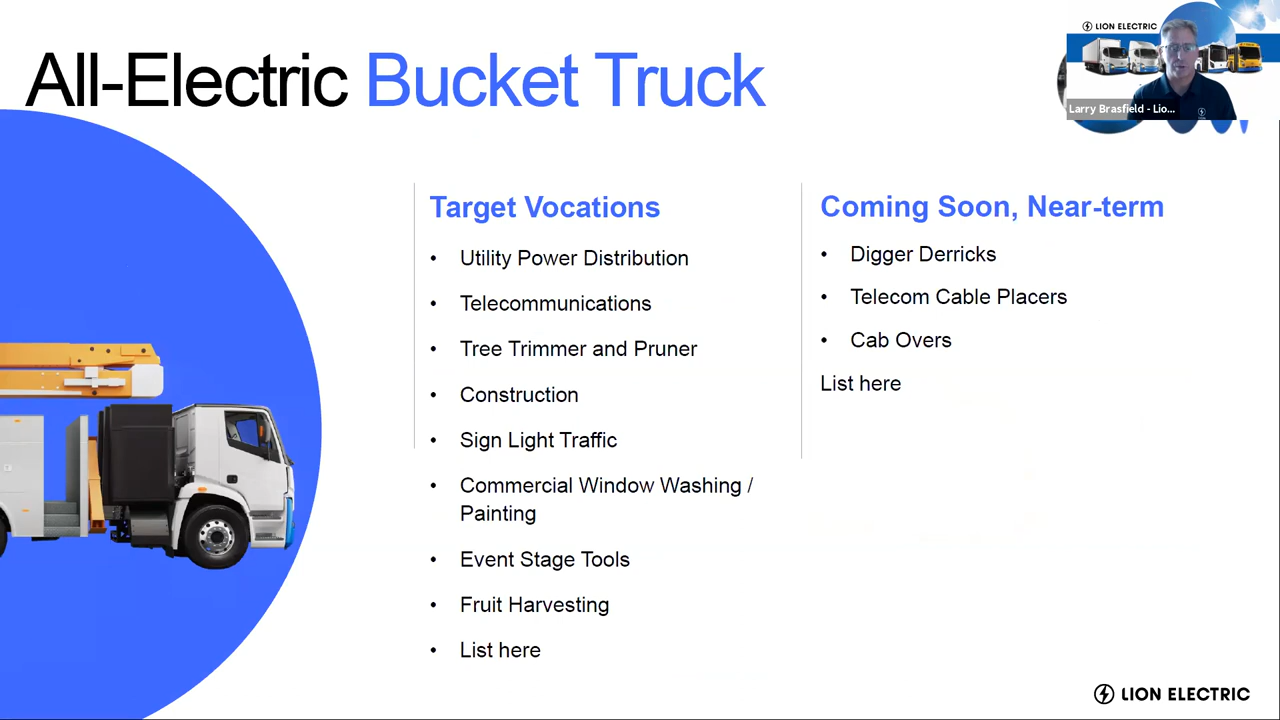 All-Electric Bucket Truck
LION ELECTRIC
Larry Brasfield - Lio...
Target Vocations
• Utility Power Distribution
• Telecommunications
• Tree Trimmer and Pruner
• Construction
• Sign Light Traffic
• Commercial Window Washing /
Painting
• Event Stage Tools
• Fruit Harvesting
• List here
Coming Soon, Near-term
• Digger Derricks
• Telecom Cable Placers
• Cab Overs
List here
LION ELECTRIC